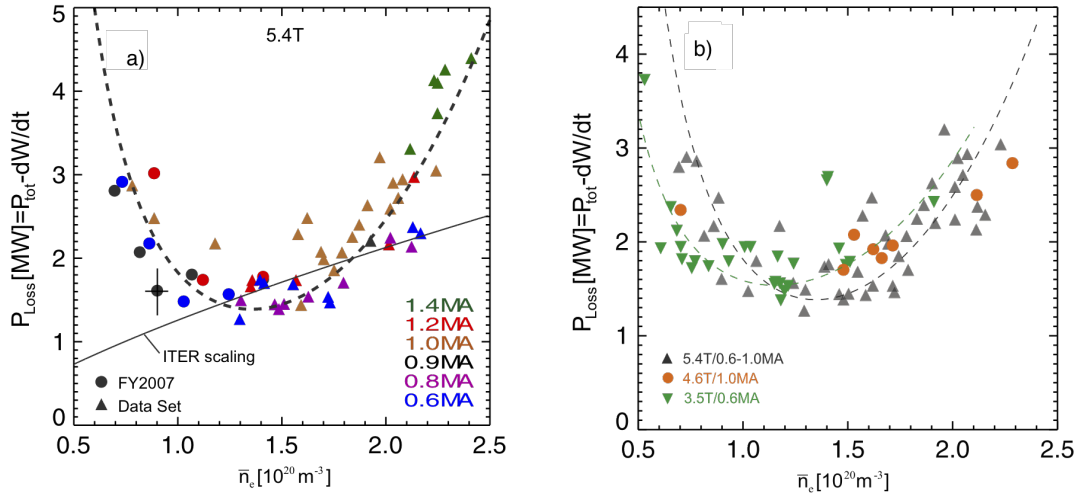 a)
5.4T
P_Loss [MW]=P_tot-dW/dt
5
4
3
2
1
0
ITER scaling
FY2007
Data Set
1.4MA
1.2MA
1.0MA
0.9MA
0.8MA
0.6MA
0.5 1.0 1.5 2.0 2.5
n̅_e [10^20 m^-3]
b)
P_Loss [MW]=P_tot-dW/dt
4
3
2
1
0
5.4T/0.6-1.0MA
4.6T/1.0MA
3.5T/0.6MA
0.5 1.0 1.5 2.0 2.5
n̅_e [10^20 m^-3]